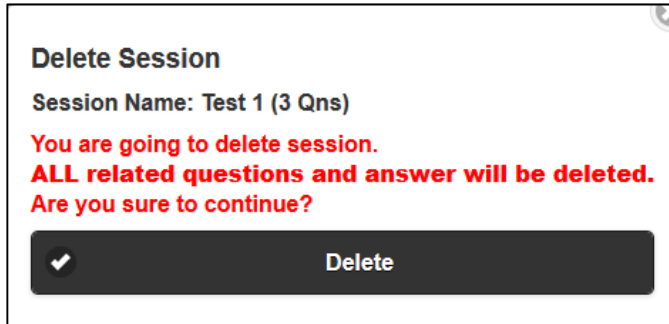 Delete Session
Session Name: Test 1 (3 Qns)
You are going to delete session.
ALL related questions and answer will be deleted.
Are you sure to continue?
Delete